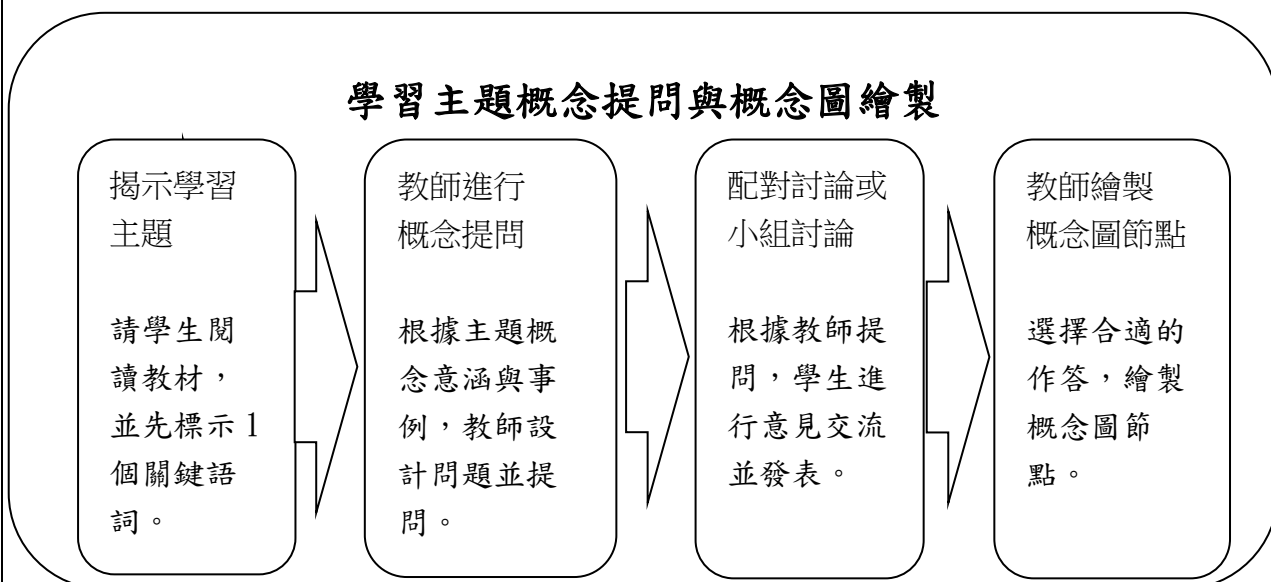 學習主題概念提問與概念圖繪製
揭示學習
主題
請學生閱
讀教材，
並先標示 1
個關鍵語
詞。
教師進行
概念提問
根據主題概
念意涵與事
例，教師設
計問題並提
問。
配對討論或
小組討論
根據教師提
問，學生進
行意見交流
並發表。
教師繪製
概念圖節點
選擇合適的
作答，繪製
概念圖節
點。